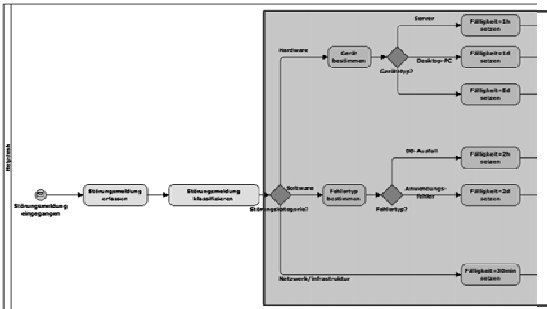 Helpdesk
Störungsmeldung
eingegangen
Störungsmeldung
erfassen
Störungsmeldung
klassifizieren
Störungskategorie?
Hardware
Gerät
bestimmen
Gerätetyp?
Server
Fälligkeit=1h
setzen
Desktop-PC
Fälligkeit=1d
setzen
Fälligkeit=5d
setzen
Software
Fehlertyp
bestimmen
Fehlertyp?
DB-Ausfall
Fälligkeit=2h
setzen
Anwendungs-
fehler
Fälligkeit=2d
setzen
Netzwerk/Infrastruktur
Fälligkeit=30min
setzen